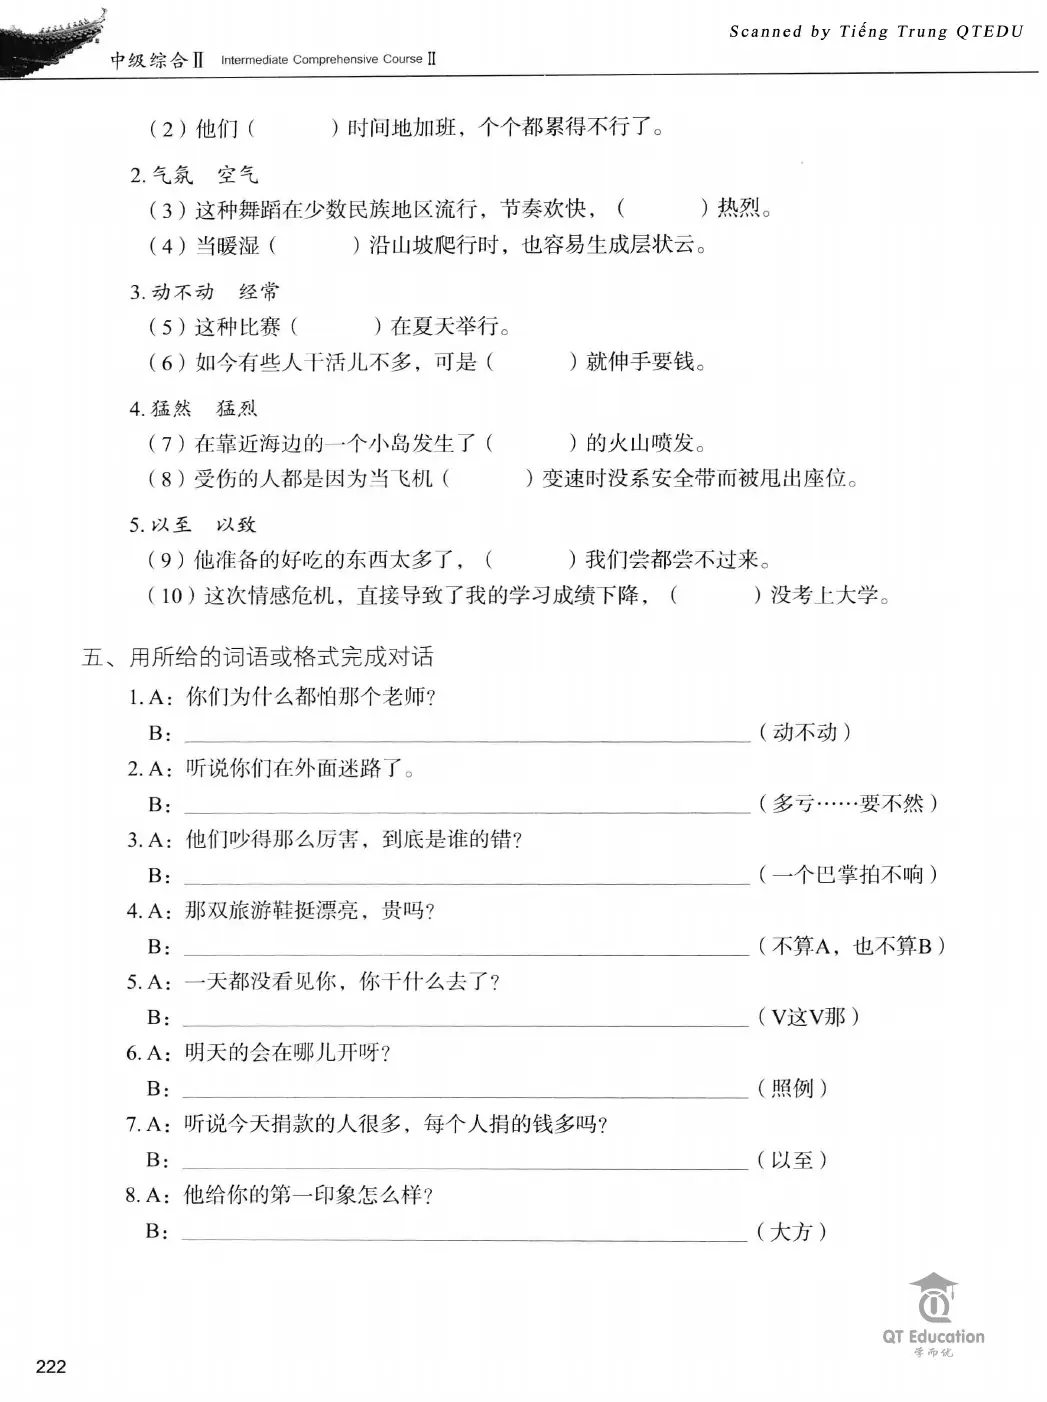 Scanned by Tiếng Trung QTEDU
中级综合Ⅱ Intermediate Comprehensive Course Ⅱ
（2）他们（ ）时间地加班，个个都累得不行了。
2. 气氛 空气
（3）这种舞蹈在少数民族地区流行，节奏欢快，（ ）热烈。
（4）当暖湿（ ）沿山坡爬行时，也容易生成层状云。
3. 动不动 经常
（5）这种比赛（ ）在夏天举行。
（6）如今有些人干活儿不多，可是（ ）就伸手要钱。
4. 猛然 猛烈
（7）在靠近海边的一个小岛发生了（ ）的火山喷发。
（8）受伤的人都是因为当飞机（ ）变速时没系安全带而被甩出座位。
5. 以至 以致
（9）他准备的好吃的东西太多了，（ ）我们尝都尝不过来。
（10）这次情感危机，直接导致了我的学习成绩下降，（ ）没考上大学。
五、用所给的词语或格式完成对话
1. A：你们为什么都怕那个老师？
B：（动不动）
2. A：听说你们在外面迷路了。
B：（多亏……要不然）
3. A：他们吵得那么厉害，到底是谁的错？
B：（一个巴掌拍不响）
4. A：那双旅游鞋挺漂亮，贵吗？
B：（不算A，也不算B）
5. A：一天都没看见你，你干什么去了？
B：（V这V那）
6. A：明天的会在哪儿开呀？
B：（照例）
7. A：听说今天捐款的人很多，每个人捐的钱多吗？
B：（以至）
8. A：他给你的第一印象怎么样？
B：（大方）
QT Education
学而优
222